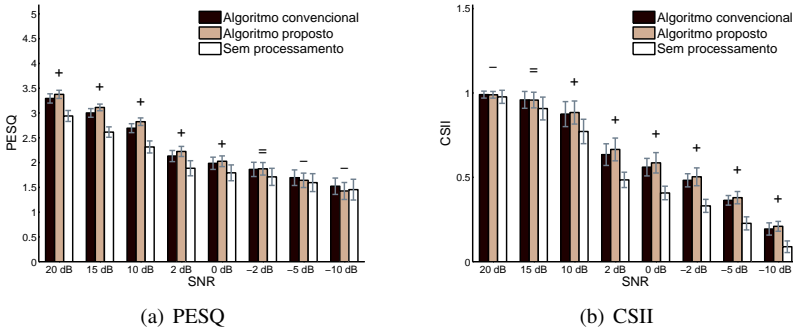 Algoritmo convencional
Algoritmo proposto
Sem processamento
5
4.5
4
3.5
3
2.5
2
1.5
1
0.5
0
PESQ
+ + + + + = − −
20 dB 15 dB 10 dB 2 dB 0 dB −2 dB −5 dB −10 dB
SNR
(a) PESQ
Algoritmo convencional
Algoritmo proposto
Sem processamento
1.5
1
0.5
0
CSII
− = + + + + + +
20 dB 15 dB 10 dB 2 dB 0 dB −2 dB −5 dB −10 dB
SNR
(b) CSII